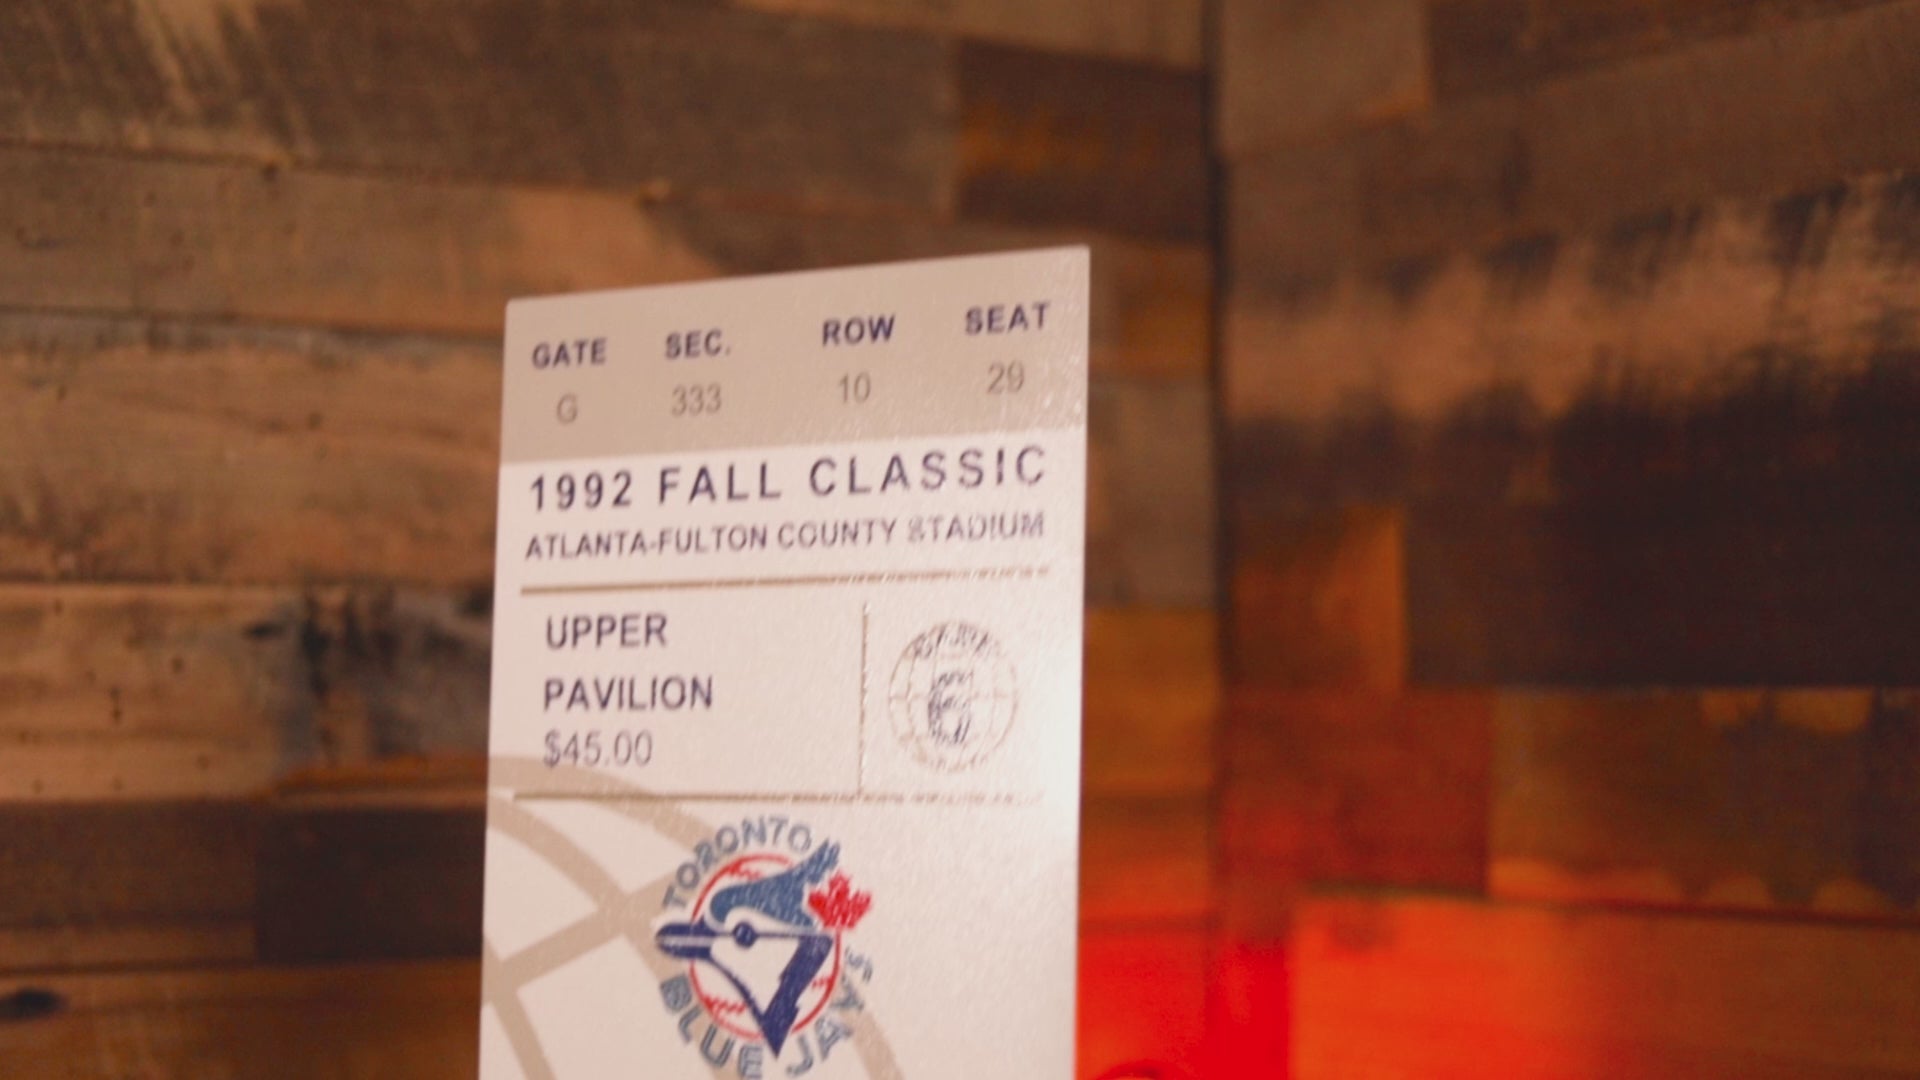 GATE SEC. ROW SEAT
G 333 10 29
1992 FALL CLASSIC
ATLANTA-FULTON COUNTY STADIUM
UPPER
PAVILION
$45.00
TORONTO
BLUE JAYS